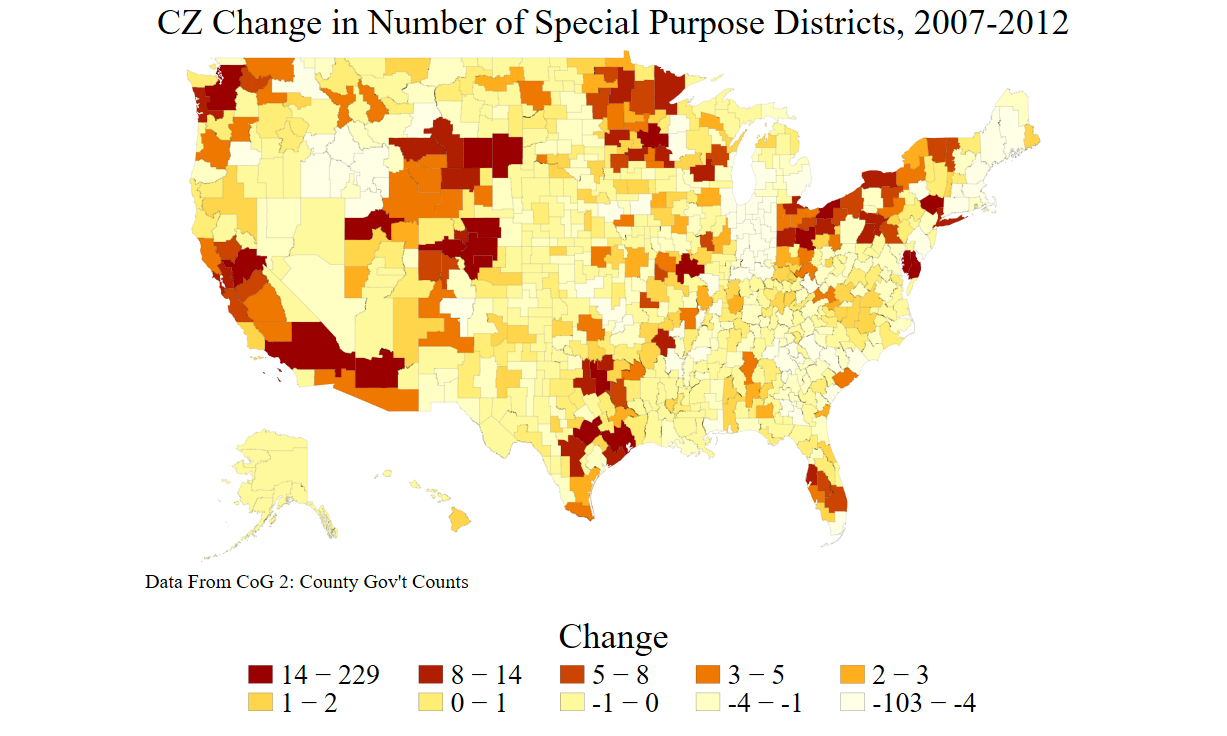 CZ Change in Number of Special Purpose Districts, 2007-2012
Data From CoG 2: County Gov't Counts
Change
14 − 229 8 − 14 5 − 8 3 − 5 2 − 3
1 − 2 0 − 1 -1 − 0 -4 − -1 -103 − -4